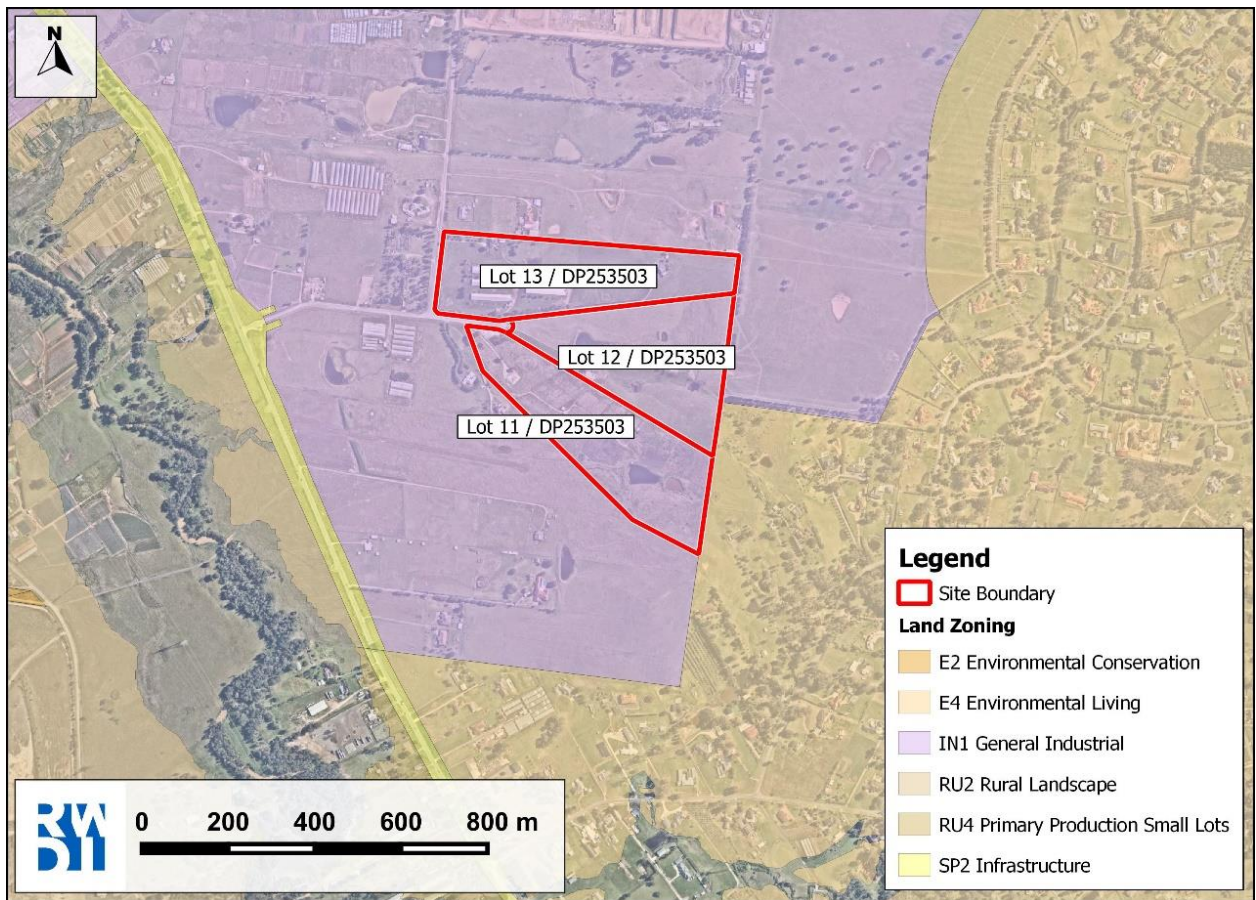 N
Lot 13 / DP253503
Lot 12 / DP253503
Lot 11 / DP253503
Legend
Site Boundary
Land Zoning
E2 Environmental Conservation
E4 Environmental Living
IN1 General Industrial
RU2 Rural Landscape
RU4 Primary Production Small Lots
SP2 Infrastructure
RWDI
0 200 400 600 800 m